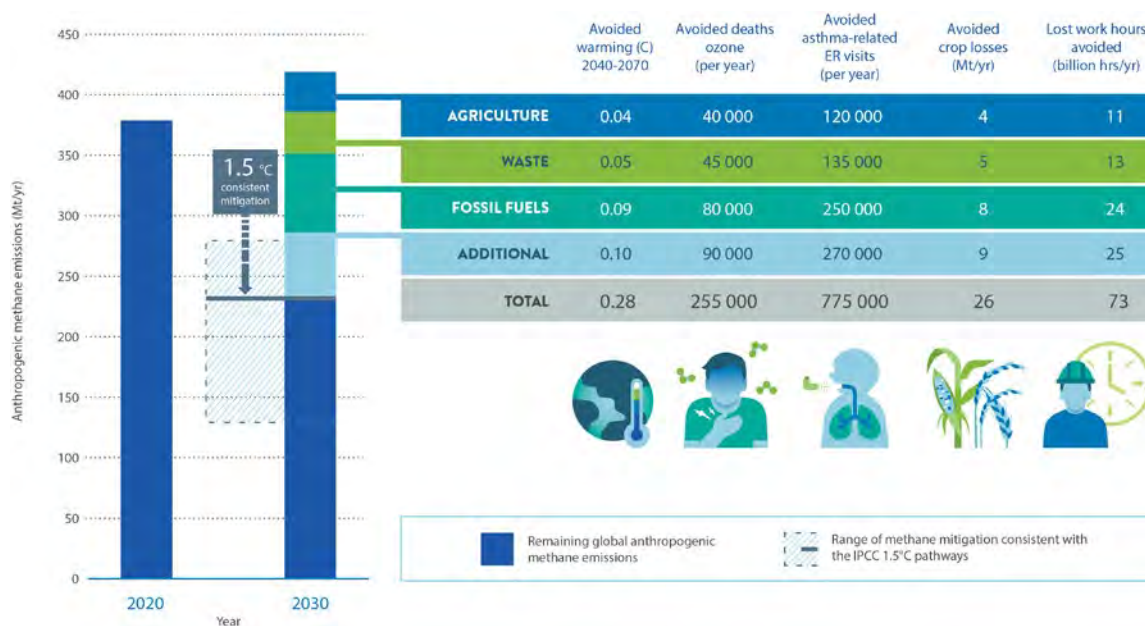 Avoided
warming (C)
2040-2070
Avoided deaths
ozone
(per year)
Avoided
asthma-related
ER visits
(per year)
Avoided
crop losses
(Mt/yr)
Lost work hours
avoided
(billion hrs/yr)
AGRICULTURE 0.04 40 000 120 000 4 11
WASTE 0.05 45 000 135 000 5 13
FOSSIL FUELS 0.09 80 000 250 000 8 24
ADDITIONAL 0.10 90 000 270 000 9 25
TOTAL 0.28 255 000 775 000 26 73
Anthropogenic methane emissions (Mt/yr)
450
400
350
300
250
200
150
100
50
0
1.5 °C
consistent
mitigation
2020
2030
Year
Remaining global anthropogenic
methane emissions
Range of methane mitigation consistent with
the IPCC 1.5°C pathways